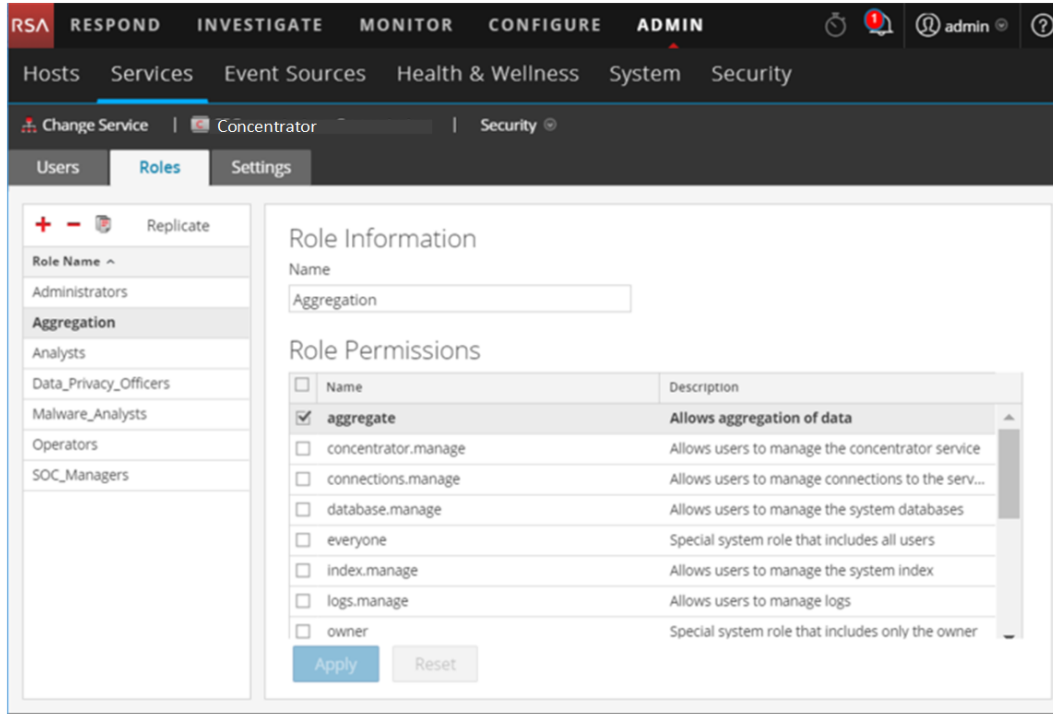 RSA RESPOND INVESTIGATE MONITOR CONFIGURE ADMIN 1 admin ?
Hosts Services Event Sources Health & Wellness System Security
Change Service | C Concentrator | Security
Users Roles Settings
Replicate
Role Name
Administrators
Aggregation
Analysts
Data_Privacy_Officers
Malware_Analysts
Operators
SOC_Managers
Role Information
Name
Aggregation
Role Permissions
Name Description
aggregate Allows aggregation of data
concentrator.manage Allows users to manage the concentrator service
connections.manage Allows users to manage connections to the serv...
database.manage Allows users to manage the system databases
everyone Special system role that includes all users
index.manage Allows users to manage the system index
logs.manage Allows users to manage logs
owner Special system role that includes only the owner
Apply Reset